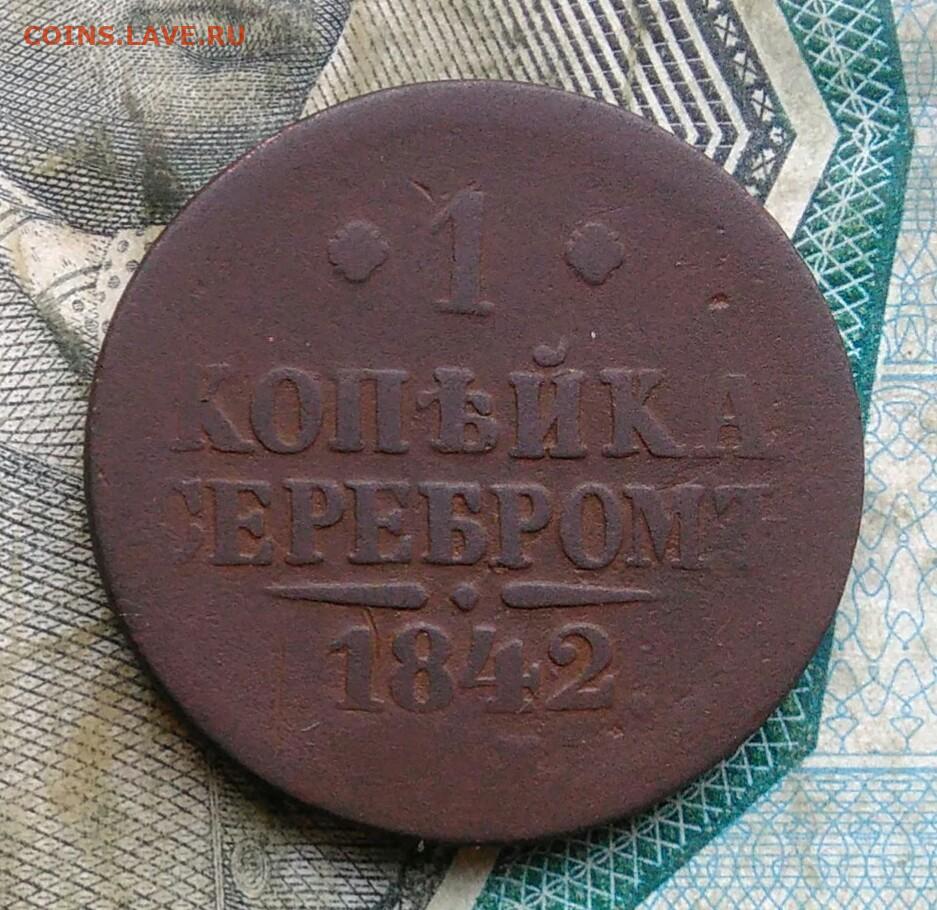 COINS.LAVE.RU
1
КОПѢЙКА
СЕРЕБРОМЪ
1842